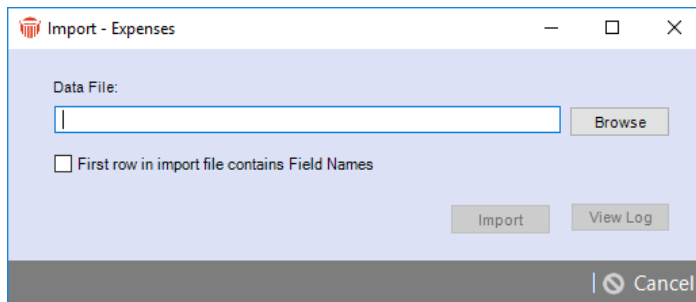 Import - Expenses
Data File:
Browse
First row in import file contains Field Names
Import
View Log
Cancel